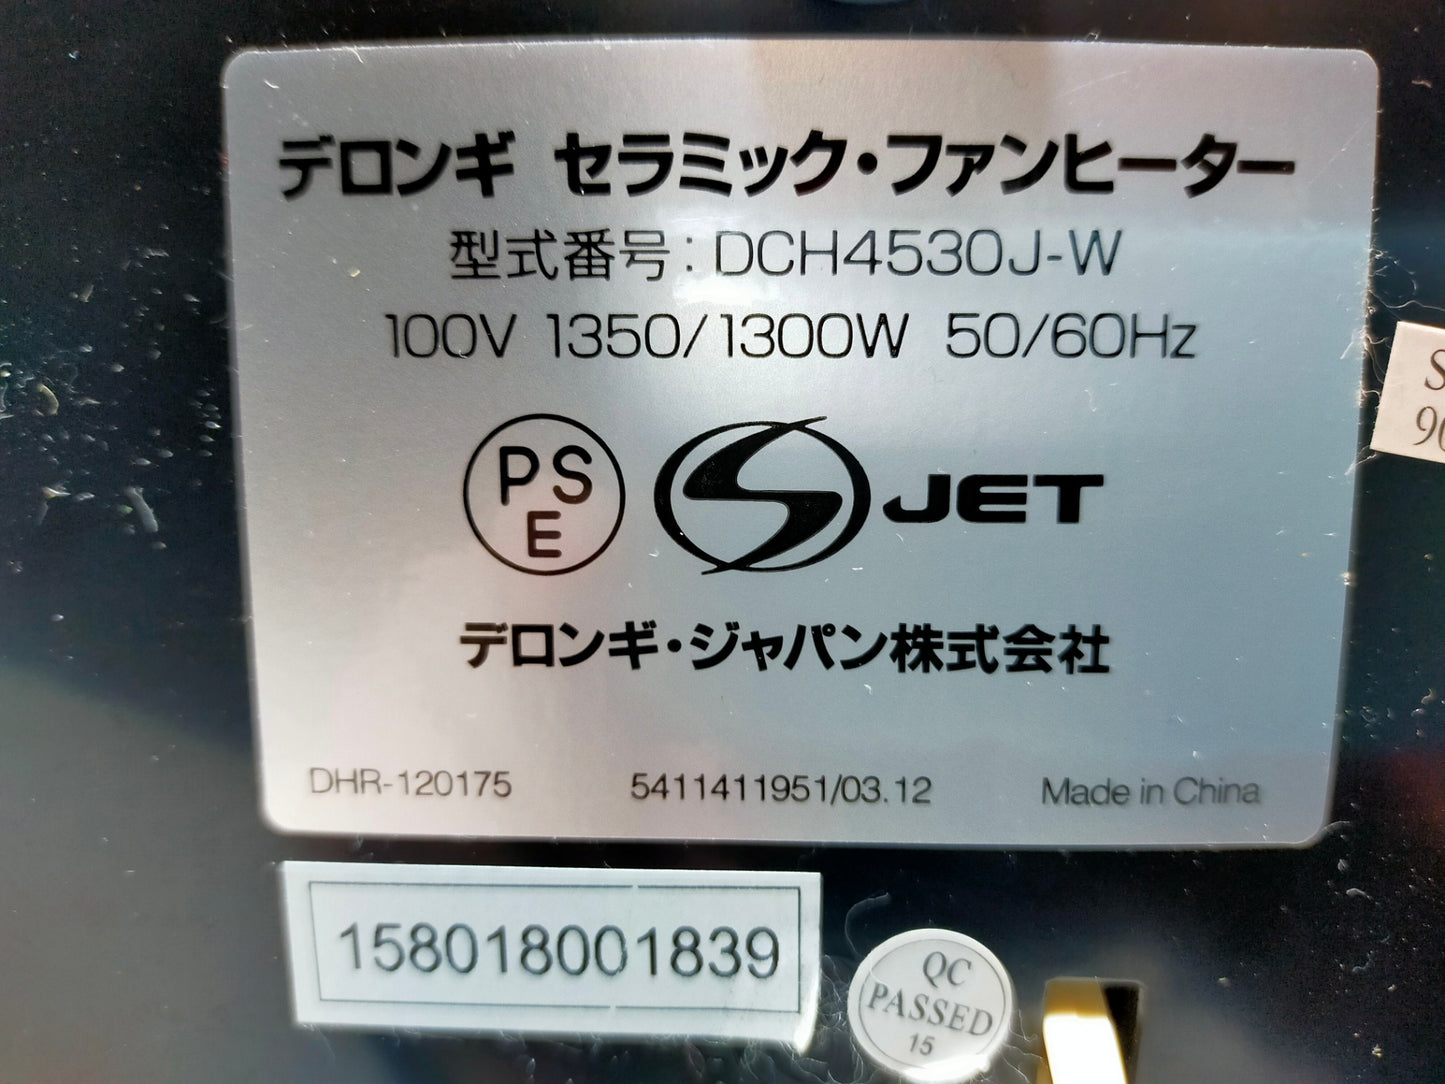 デロンギ セラミック・ファンヒーター
型式番号:DCH4530J-W
100V 1350/1300W 50/60Hz
PS
E
JET
デロンギ・ジャパン株式会社
DHR-120175 5411411951/03.12 Made in China
158018001839
QC
PASSED
15